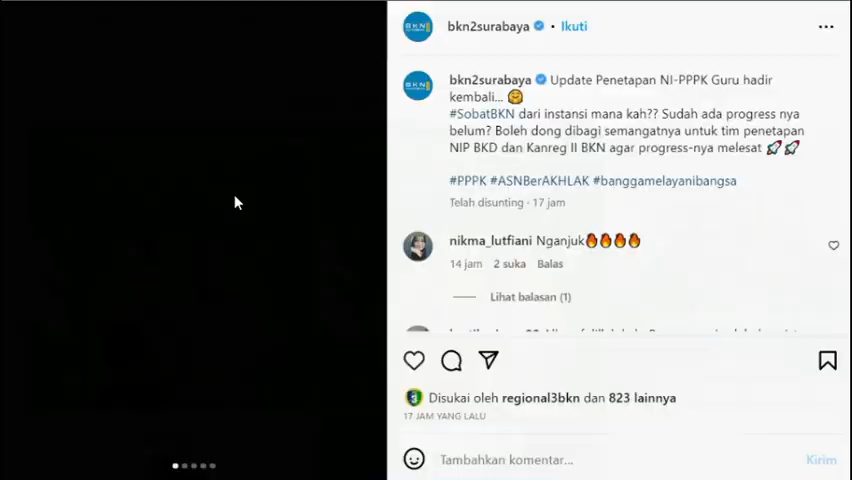 bkn2surabaya • Ikuti
bkn2surabaya Update Penetapan NI-PPPK Guru hadir
kembali... 🤗
#SobatBKN dari instansi mana kah?? Sudah ada progress nya
belum? Boleh dong dibagi semangatnya untuk tim penetapan
NIP BKD dan Kanreg II BKN agar progress-nya melesat 🚀🚀
#PPPK #ASNBerAKHLAK #banggamelayanibangsa
Telah disunting · 17 jam
nikma_lutfiani Nganjuk🔥🔥🔥🔥
14 jam 2 suka Balas
Lihat balasan (1)
Disukai oleh regional3bkn dan 823 lainnya
17 JAM YANG LALU
Tambahkan komentar... Kirim